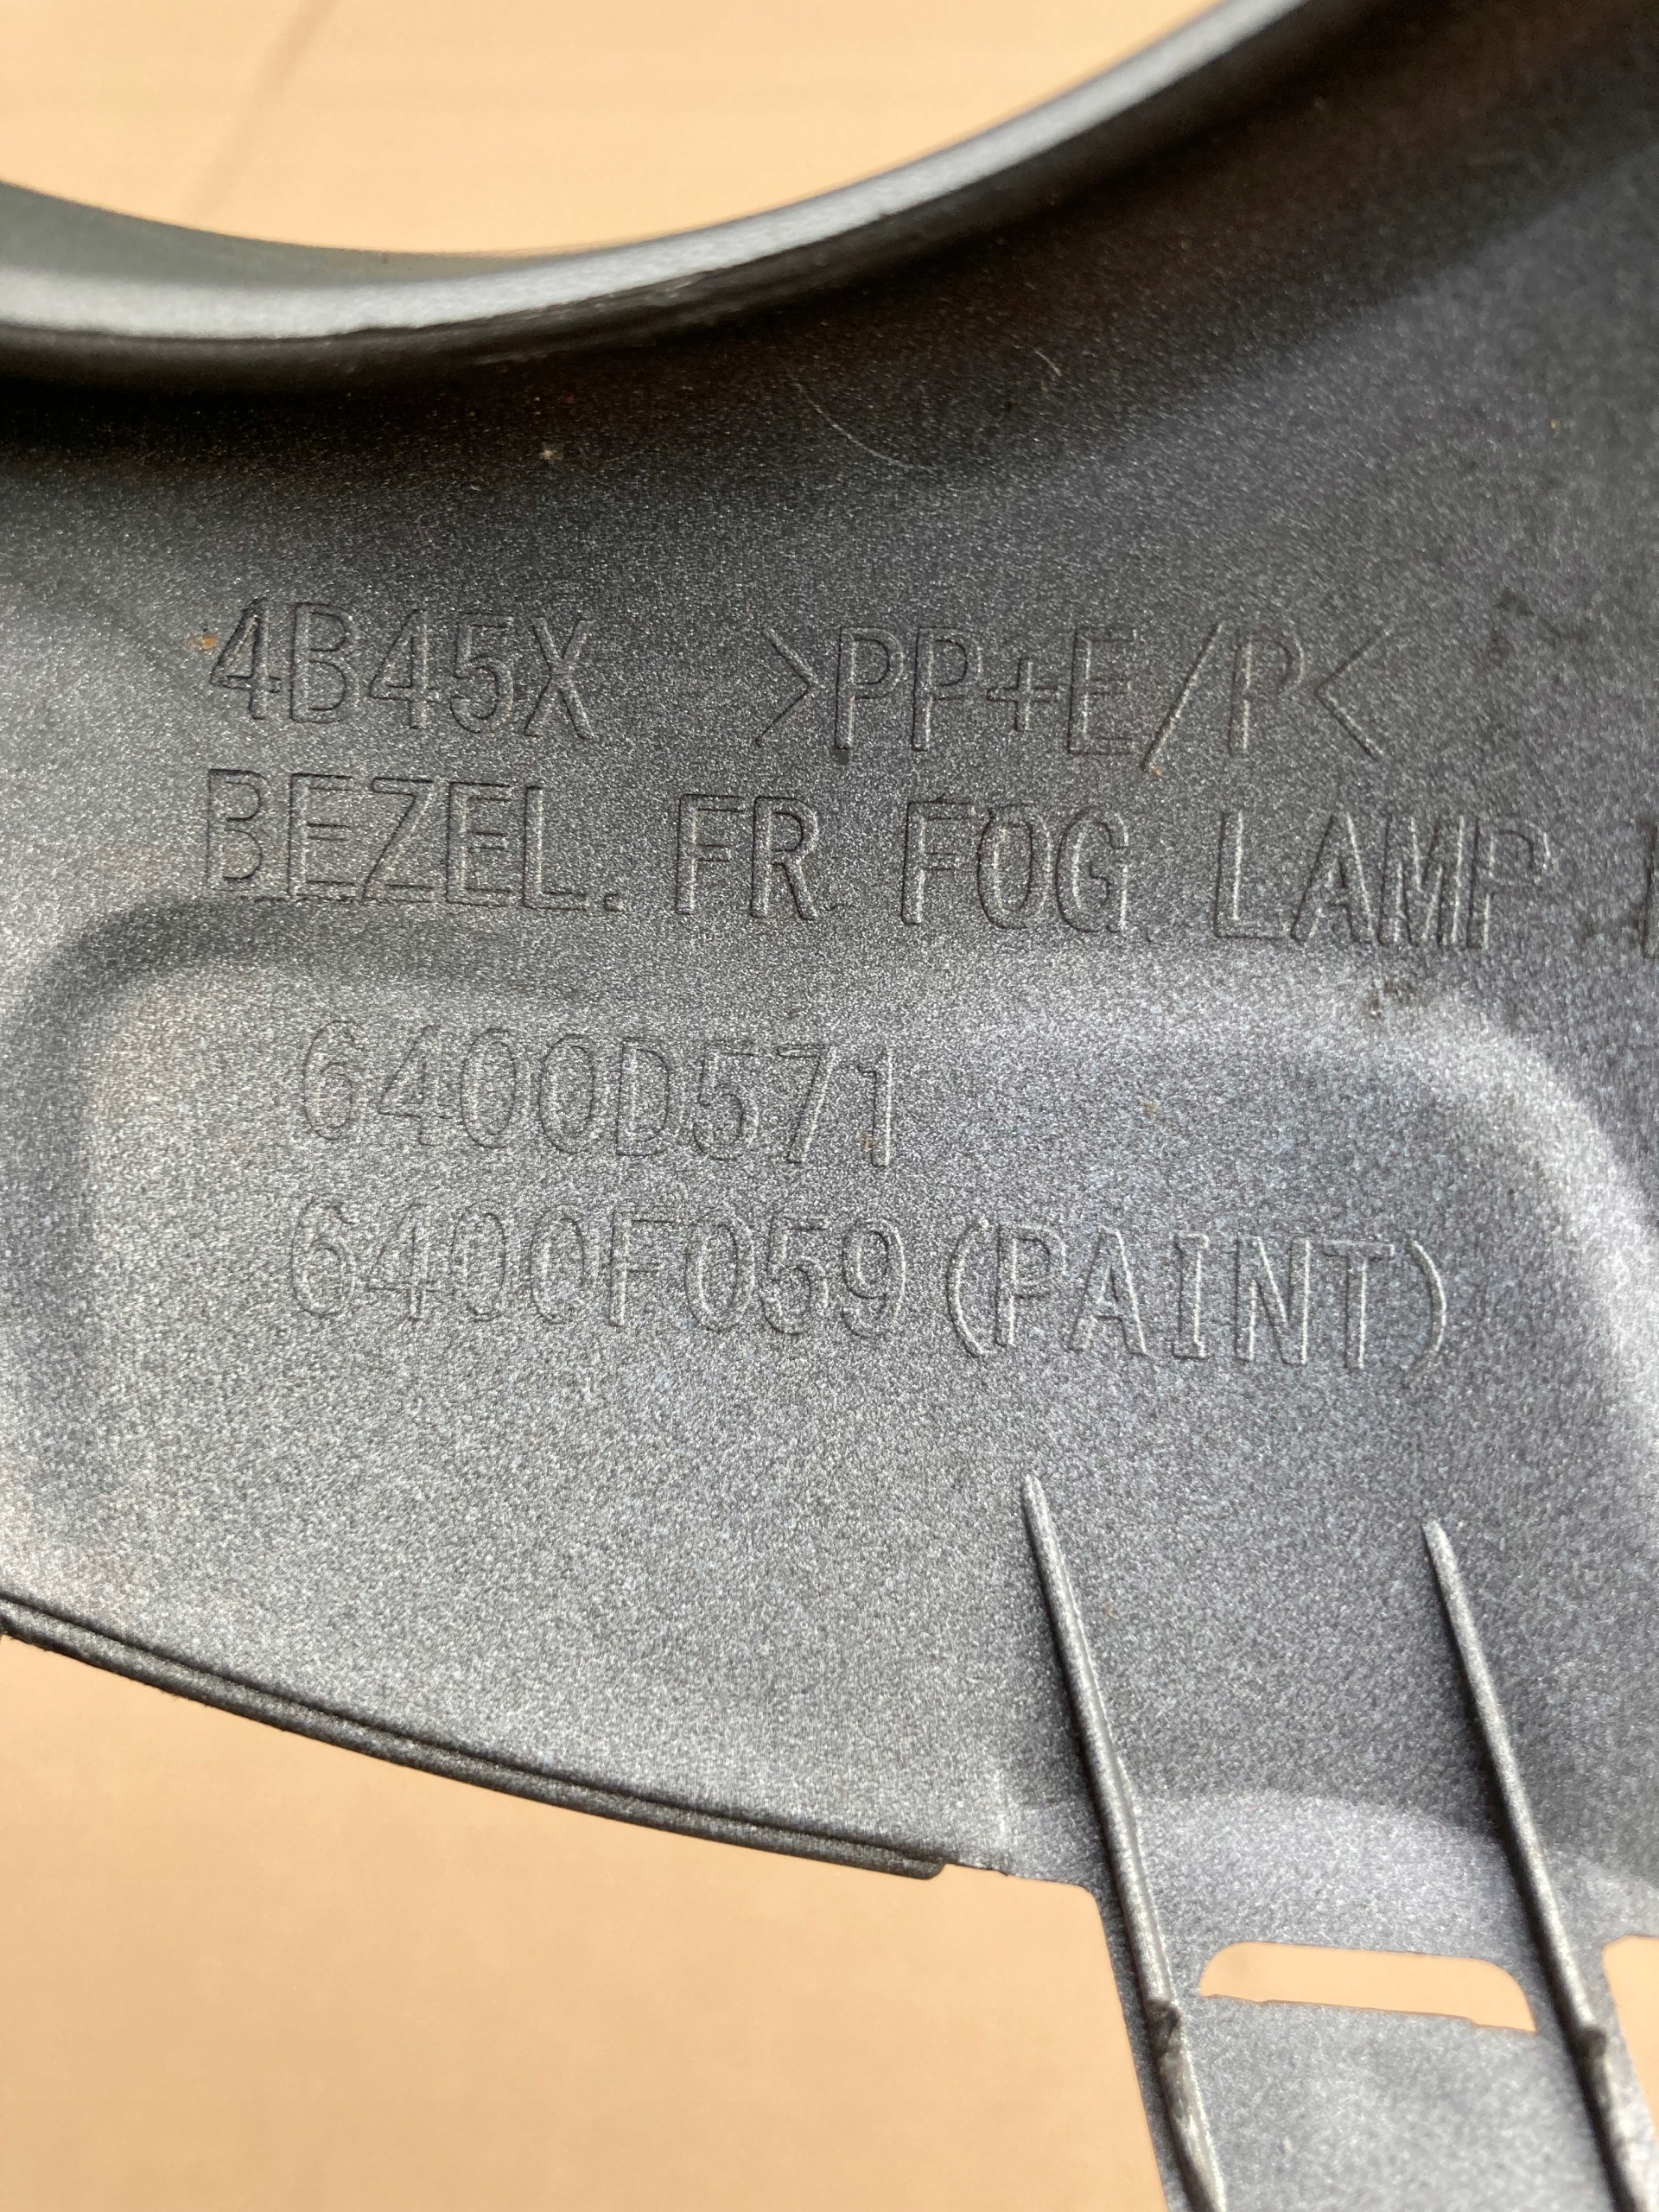 4B45X >PP+E/P<
BEZEL. FR FOG LAMP
6400D571
6400F059(PAINT)